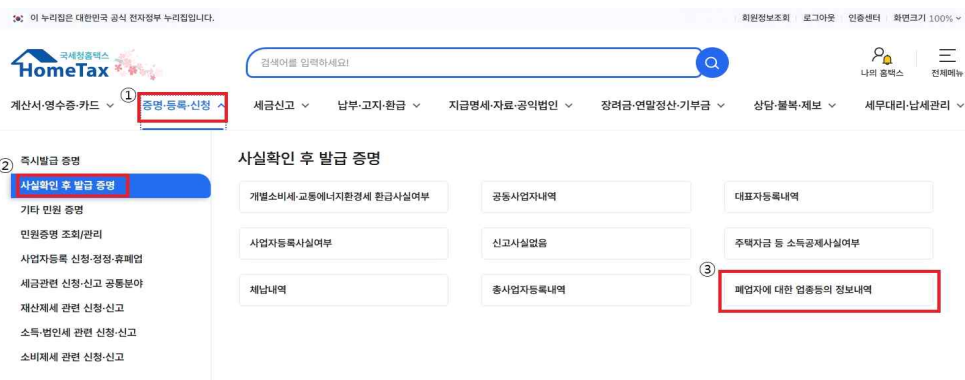 이 누리집은 대한민국 공식 전자정부 누리집입니다.
회원정보조회 로그아웃 인증센터 화면크기 100%
국세청홈택스
HomeTax
검색어를 입력하세요!
나의 홈택스
전체메뉴
계산서·영수증·카드 ① 증명·등록·신청 세금신고 납부·고지·환급 지급명세·자료·공익법인 장려금·연말정산·기부금 상담·불복·제보 세무대리·납세관리
즉시발급 증명
② 사실확인 후 발급 증명
기타 민원 증명
민원증명 조회/관리
사업자등록 신청·정정·휴폐업
세금관련 신청·신고 공통분야
재산제세 관련 신청·신고
소득·법인세 관련 신청·신고
소비제세 관련 신청·신고
사실확인 후 발급 증명
개별소비세·교통에너지환경세 환급사실여부 공동사업자내역 대표자등록내역
사업자등록사실여부 신고사실없음 주택자금 등 소득공제사실여부
체납내역 총사업자등록내역 ③ 폐업자에 대한 업종등의 정보내역